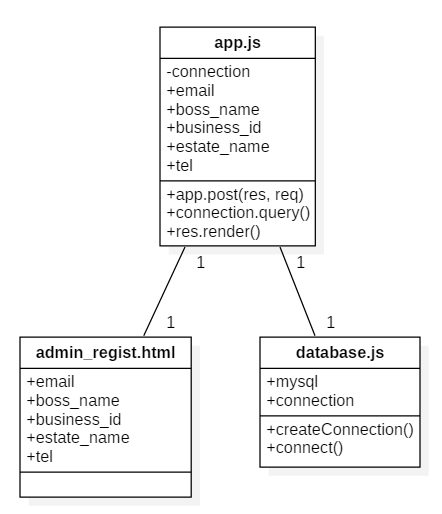 app.js
-connection
+email
+boss_name
+business_id
+estate_name
+tel
+app.post(res, req)
+connection.query()
+res.render()
1
1
1
1
admin_regist.html
+email
+boss_name
+business_id
+estate_name
+tel
database.js
+mysql
+connection
+createConnection()
+connect()